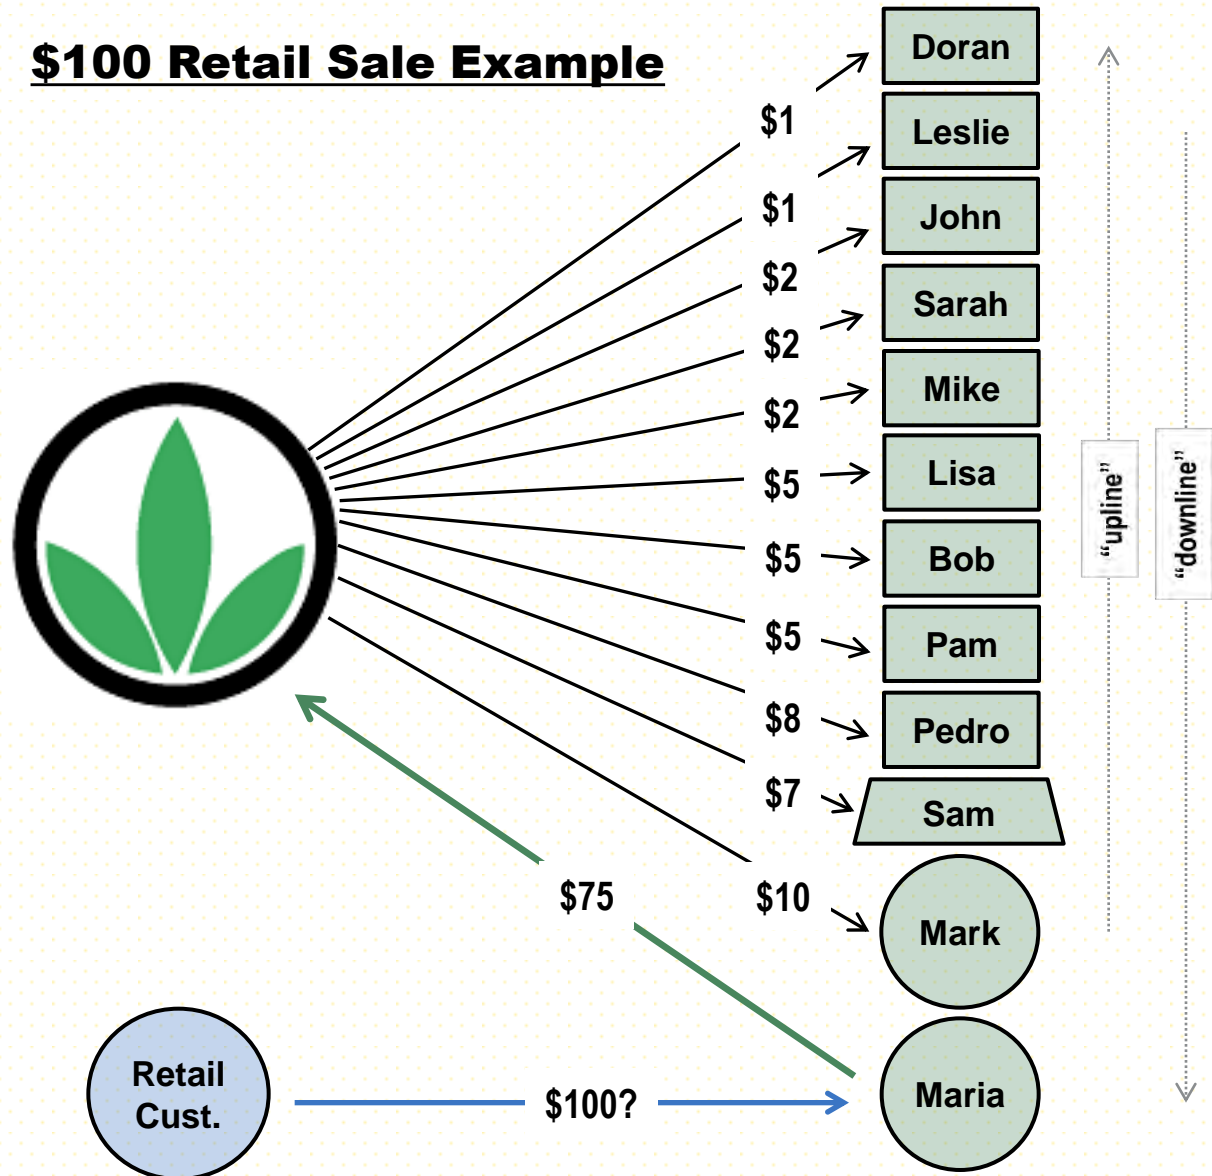 $100 Retail Sale Example
Doran
$1
Leslie
$1
John
$2
Sarah
$2
Mike
$2
Lisa
$5
Bob
$5
Pam
$5
Pedro
$8
Sam
$7
Mark
$10
$75
Maria
Retail
Cust.
$100?
“upline”
“downline”